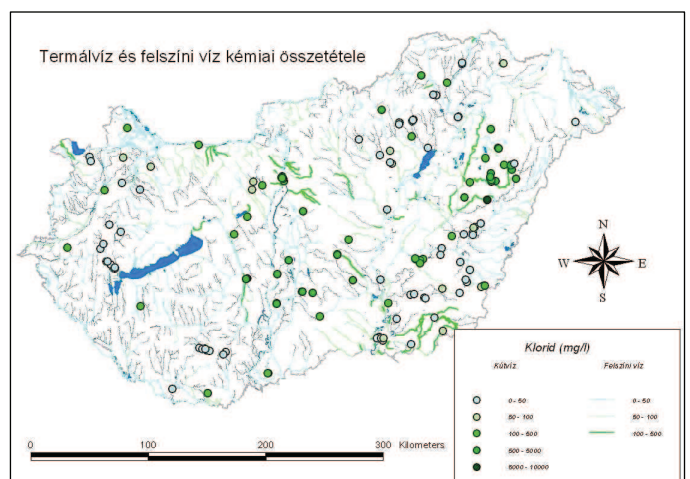 Termálvíz és felszíni víz kémiai összetétele
N
W E
S
Klorid (mg/l)
Kútvíz Felszíni víz
0 - 50 0 - 50
50 - 100 50 - 100
100 - 500 100 - 500
500 - 5000
5000 - 10000
0 100 200 300 Kilometers